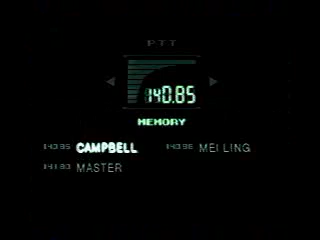 PTT
140.85
MEMORY
140.85 CAMPBELL 140.96 MEI LING
141.80 MASTER